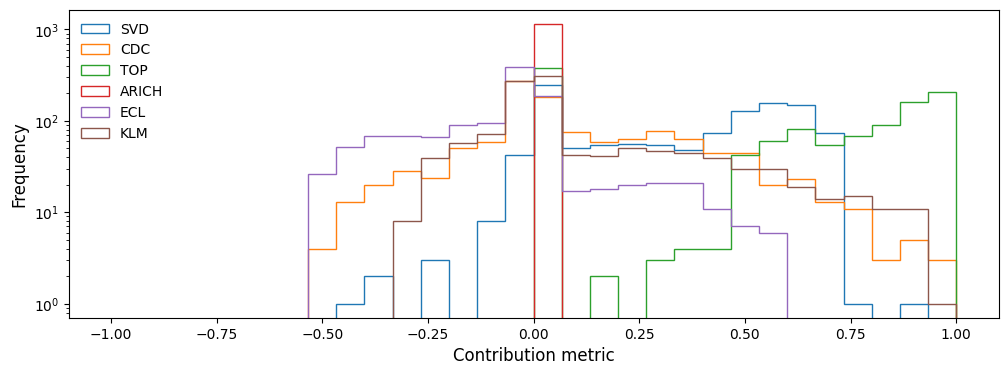 SVD
CDC
TOP
ARICH
ECL
KLM
10³
10²
10¹
10⁰
Frequency
−1.00 −0.75 −0.50 −0.25 0.00 0.25 0.50 0.75 1.00
Contribution metric